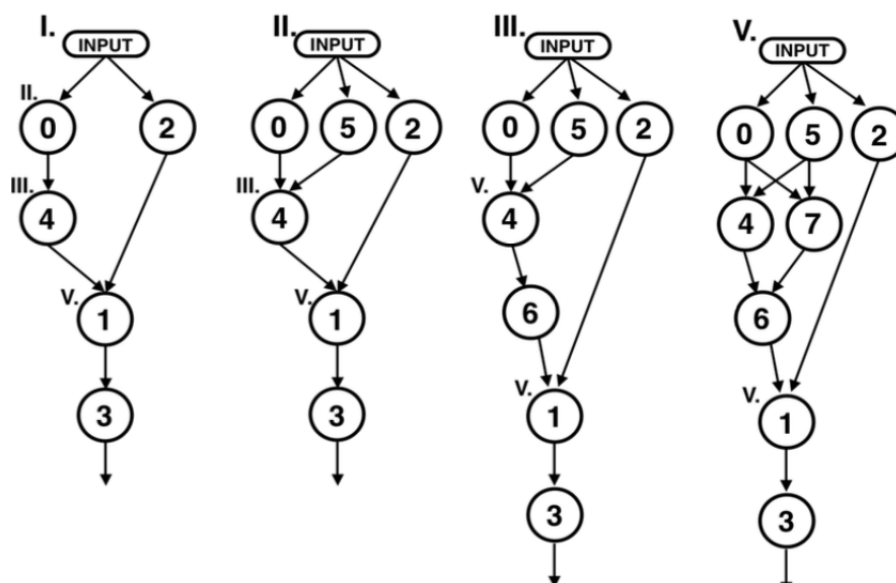 I. II. III. V.
INPUT INPUT INPUT INPUT
II. 0 2 0 5 2 0 5 2 0 5 2
III. 4 III. 4 V. 4 4 7
V. 1 V. 1 6 6
3 3 V. 1 V. 1
3 3